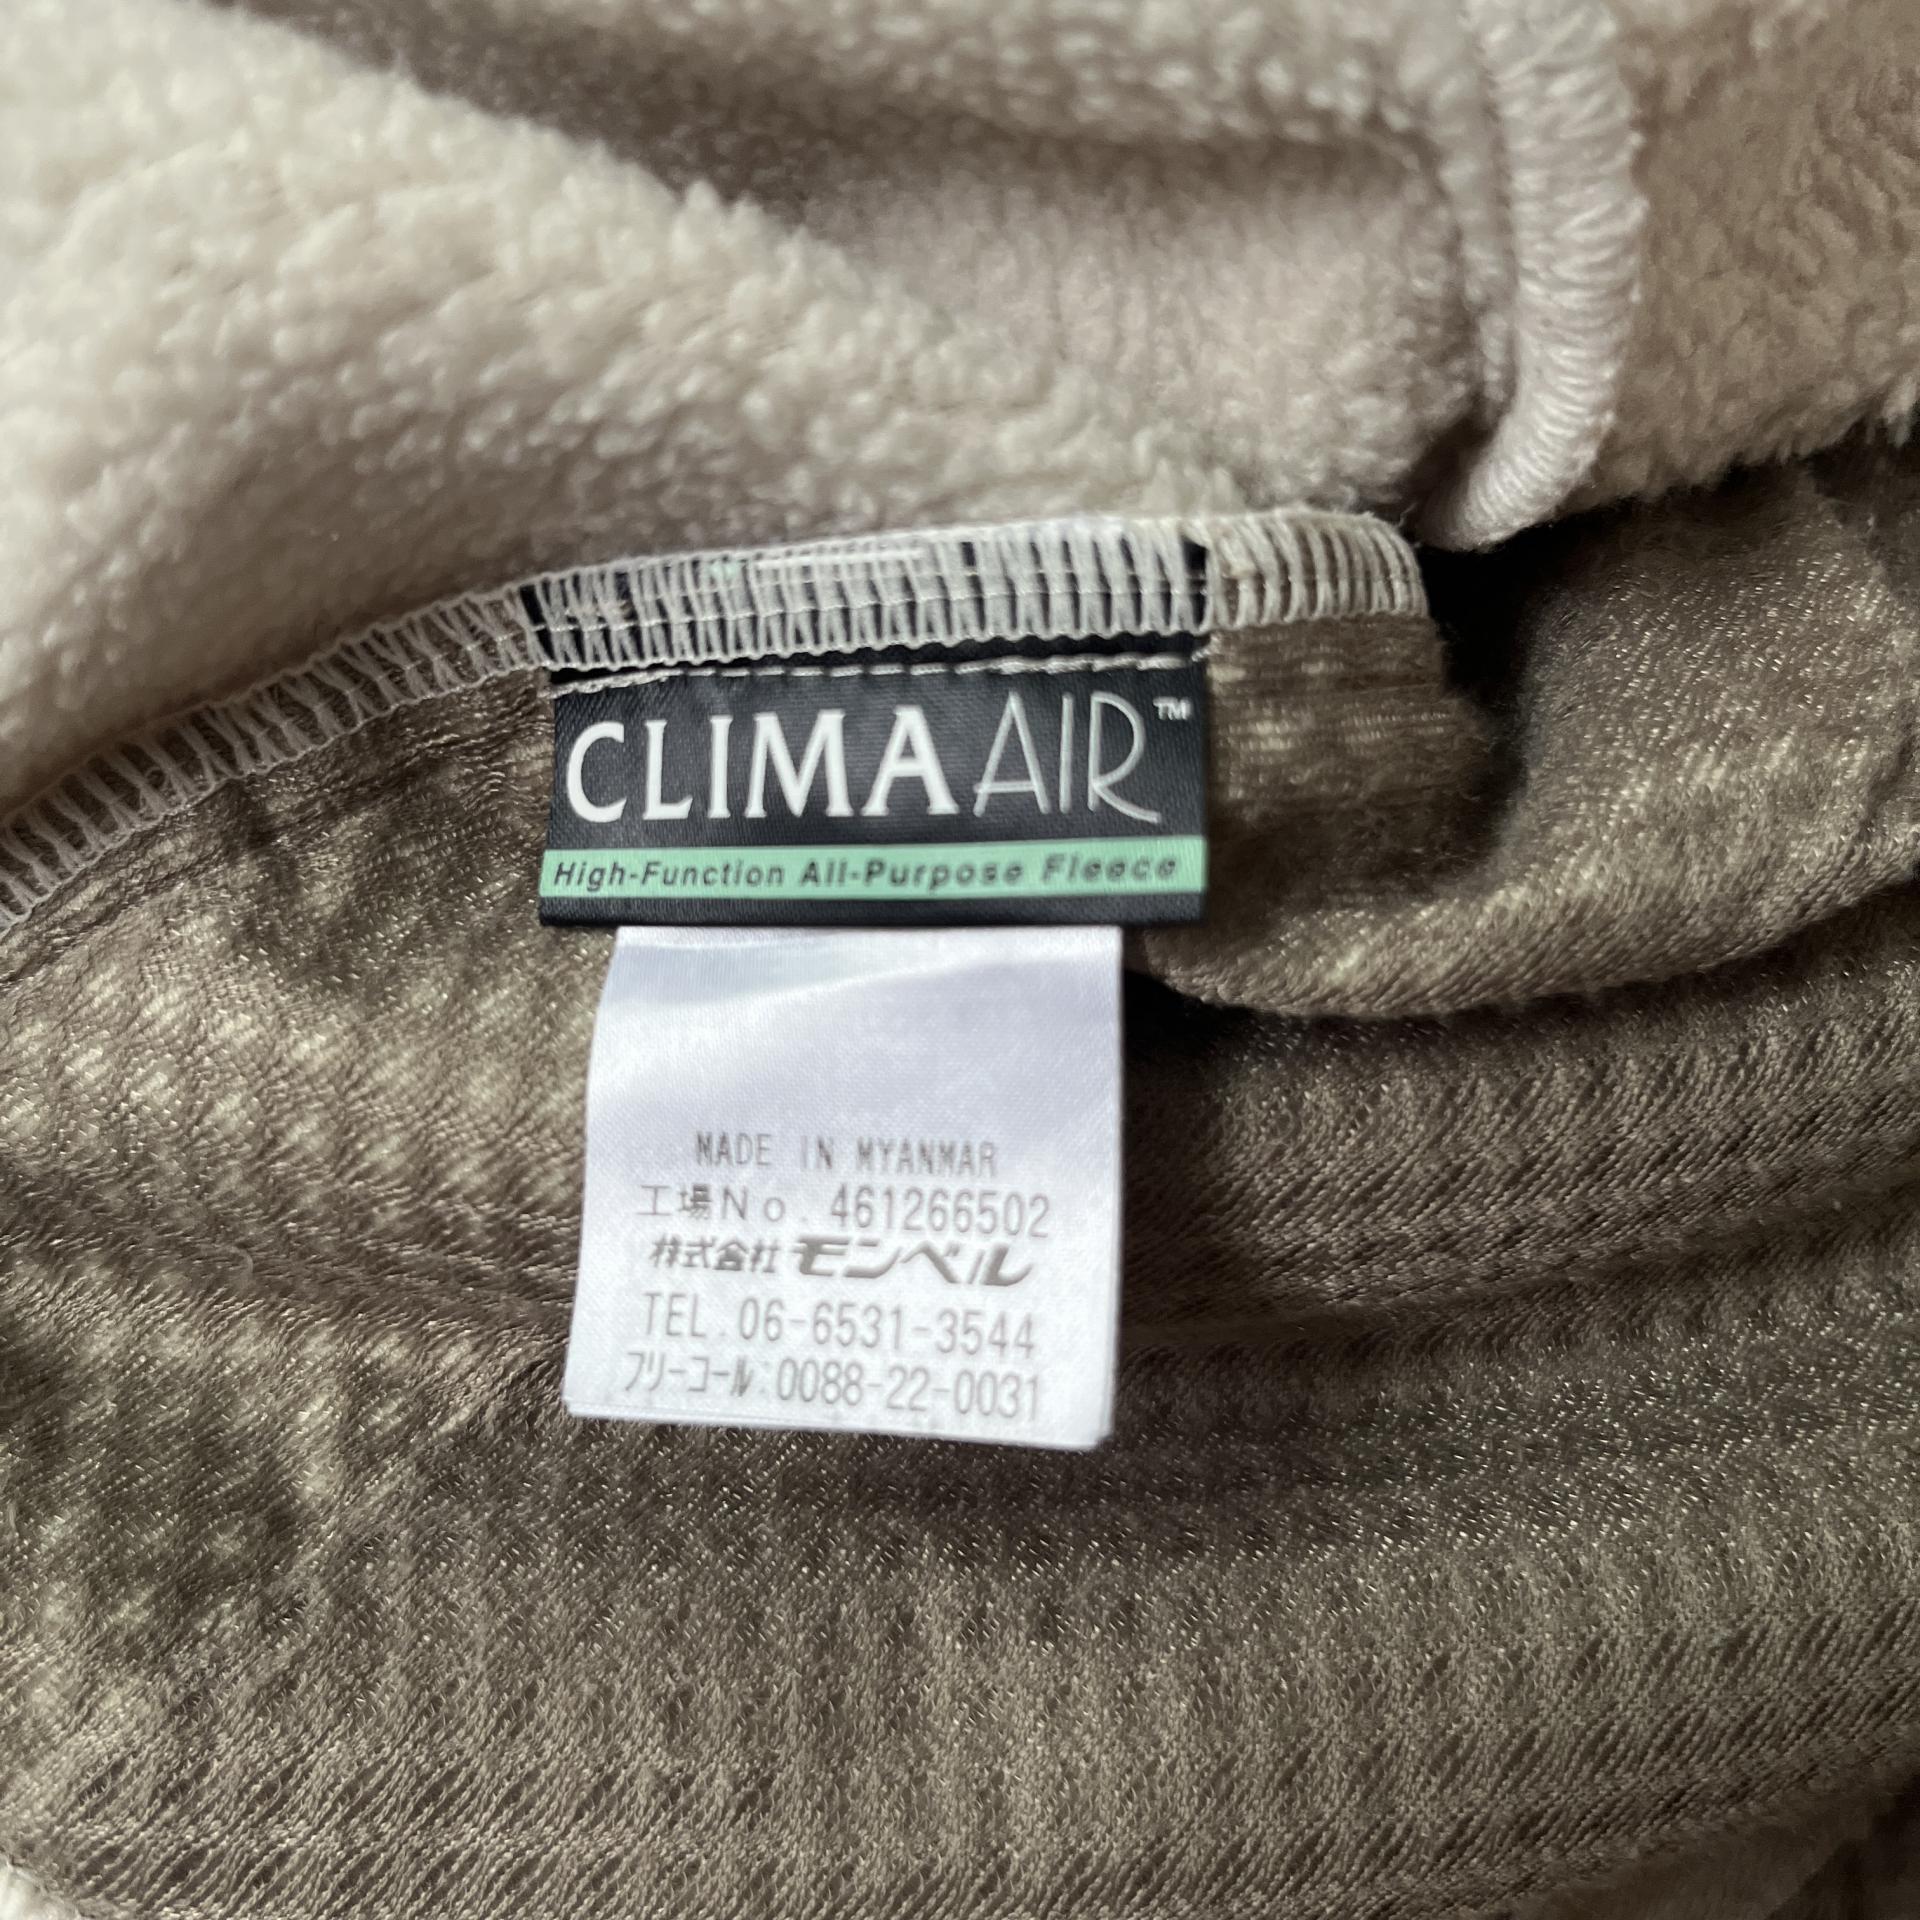 CLIMAAIR™
High-Function All-Purpose Fleece
MADE IN MYANMAR
工場No. 461266502
株式会社モンベル
TEL.06-6531-3544
フリーコール:0088-22-0031